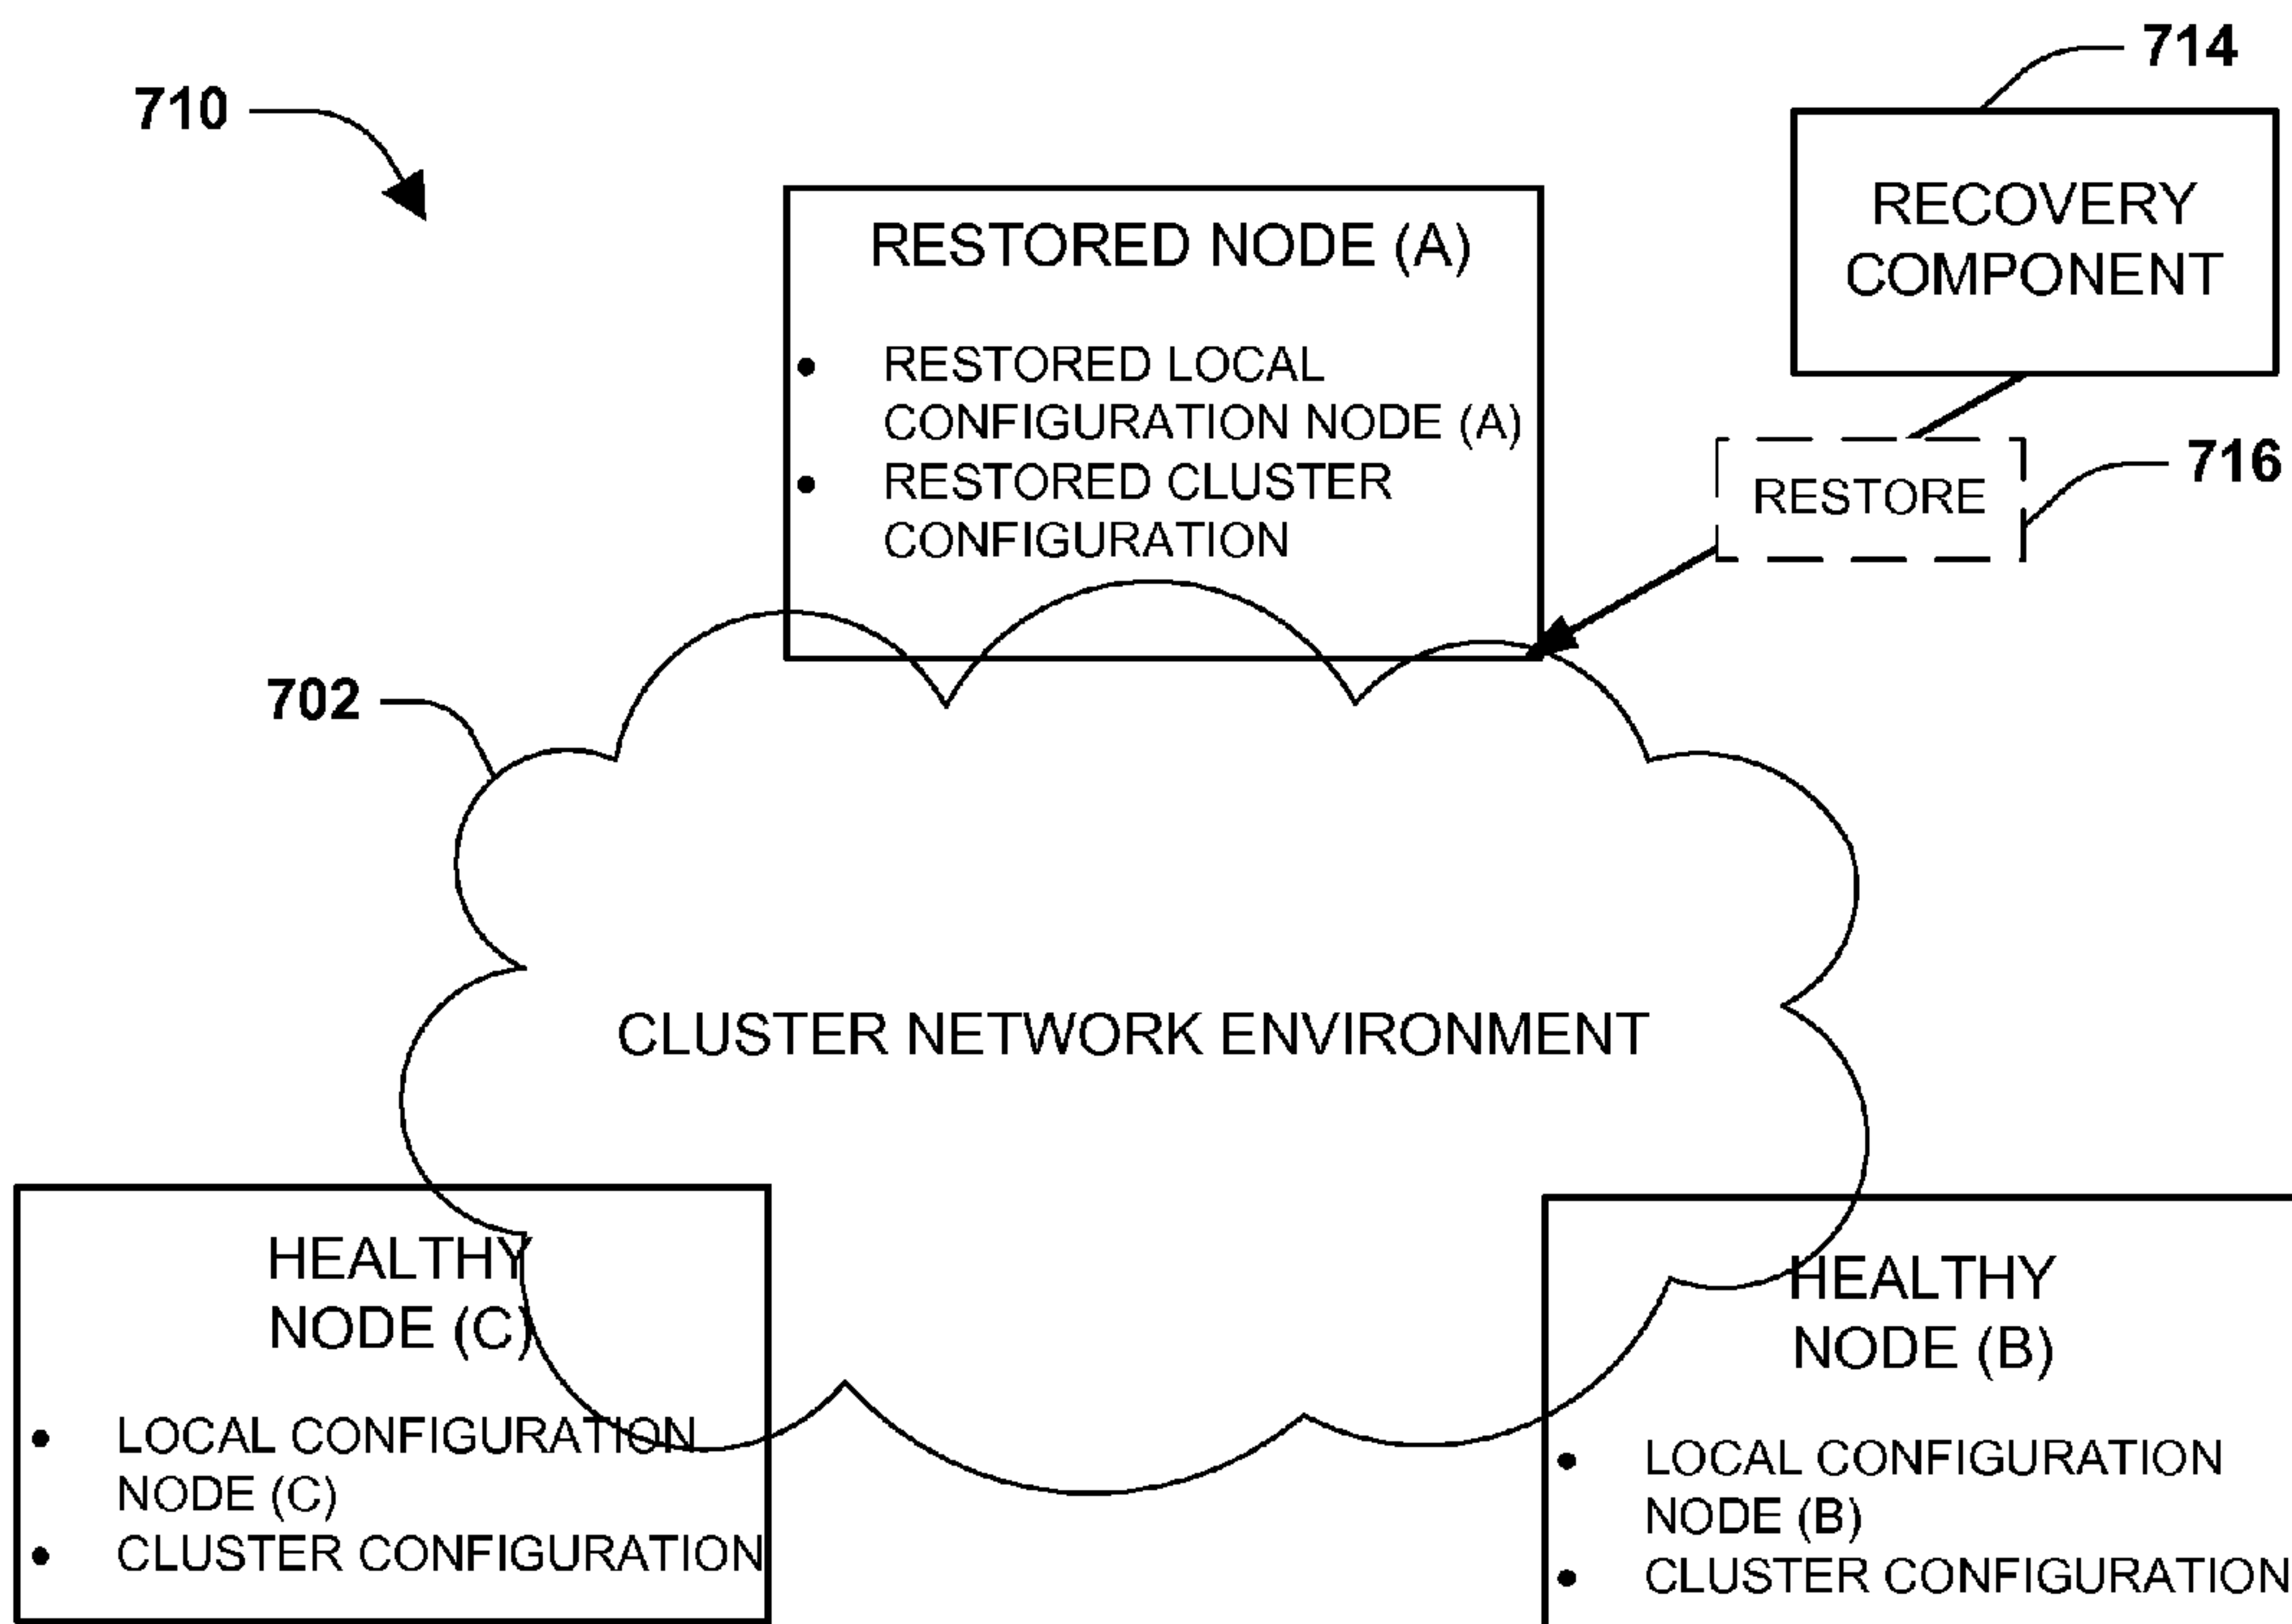 714
710
RECOVERY
COMPONENT
RESTORED NODE (A)
• RESTORED LOCAL
CONFIGURATION NODE (A)
• RESTORED CLUSTER
CONFIGURATION
RESTORE
716
702
CLUSTER NETWORK ENVIRONMENT
HEALTHY
NODE (C)
• LOCAL CONFIGURATION
NODE (C)
• CLUSTER CONFIGURATION
HEALTHY
NODE (B)
• LOCAL CONFIGURATION
NODE (B)
• CLUSTER CONFIGURATION